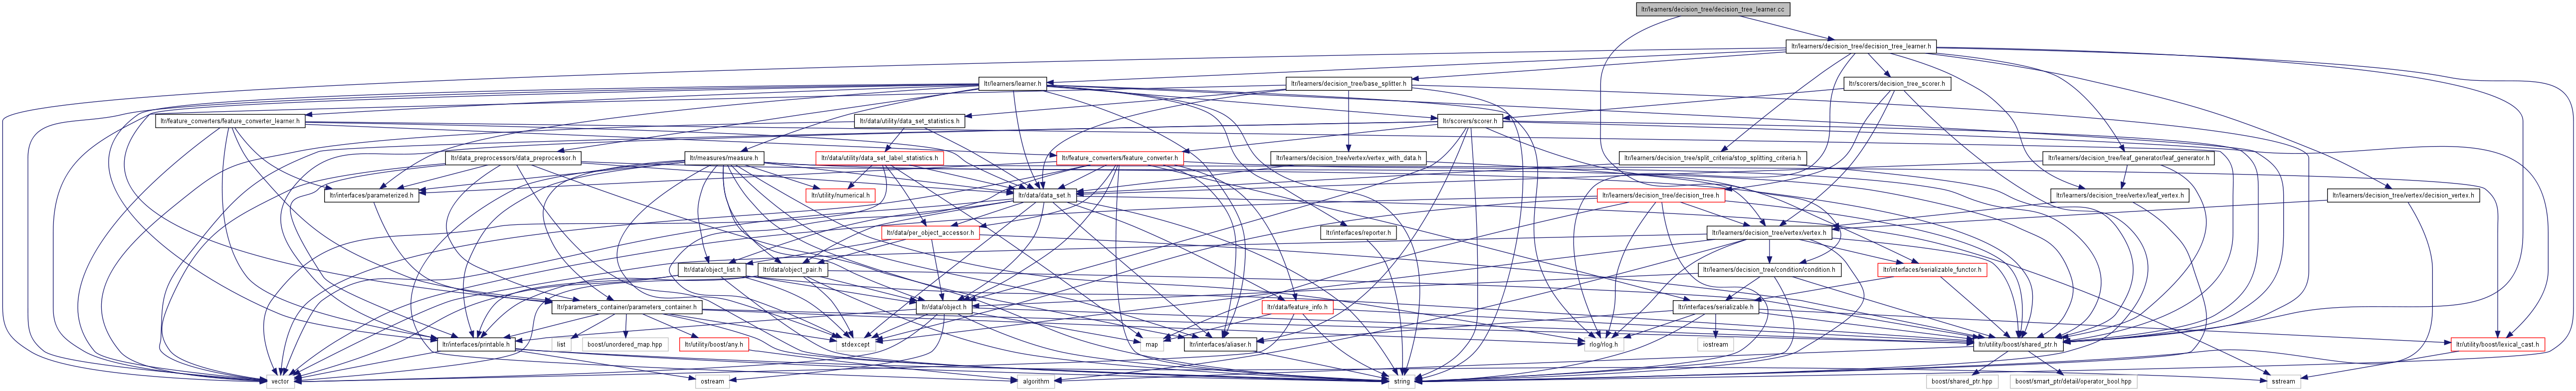 ltr/learners/decision_tree/decision_tree_learner.cc
ltr/learners/decision_tree/decision_tree_learner.h
ltr/learners/learner.h
ltr/learners/decision_tree/base_splitter.h
ltr/scorers/decision_tree_scorer.h
ltr/feature_converters/feature_converter_learner.h
ltr/data/utility/data_set_statistics.h
ltr/scorers/scorer.h
ltr/data_preprocessors/data_preprocessor.h
ltr/measures/measure.h
ltr/data/utility/data_set_label_statistics.h
ltr/feature_converters/feature_converter.h
ltr/learners/decision_tree/vertex/vertex_with_data.h
ltr/learners/decision_tree/split_criteria/stop_splitting_criteria.h
ltr/learners/decision_tree/leaf_generator/leaf_generator.h
ltr/interfaces/parameterized.h
ltr/utility/numerical.h
ltr/data/data_set.h
ltr/learners/decision_tree/decision_tree.h
ltr/learners/decision_tree/vertex/leaf_vertex.h
ltr/learners/decision_tree/vertex/decision_vertex.h
ltr/data/per_object_accessor.h
ltr/interfaces/reporter.h
ltr/learners/decision_tree/vertex/vertex.h
ltr/data/object_list.h
ltr/data/object_pair.h
ltr/learners/decision_tree/condition/condition.h
ltr/interfaces/serializable_functor.h
ltr/parameters_container/parameters_container.h
ltr/data/object.h
ltr/data/feature_info.h
ltr/interfaces/serializable.h
ltr/interfaces/printable.h
list
boost/unordered_map.hpp
ltr/utility/boost/any.h
stdexcept
rlog/rlog.h
map
ltr/interfaces/aliaser.h
iostream
ltr/utility/boost/shared_ptr.h
ltr/utility/boost/lexical_cast.h
vector
ostream
algorithm
string
boost/shared_ptr.hpp
boost/smart_ptr/detail/operator_bool.hpp
sstream